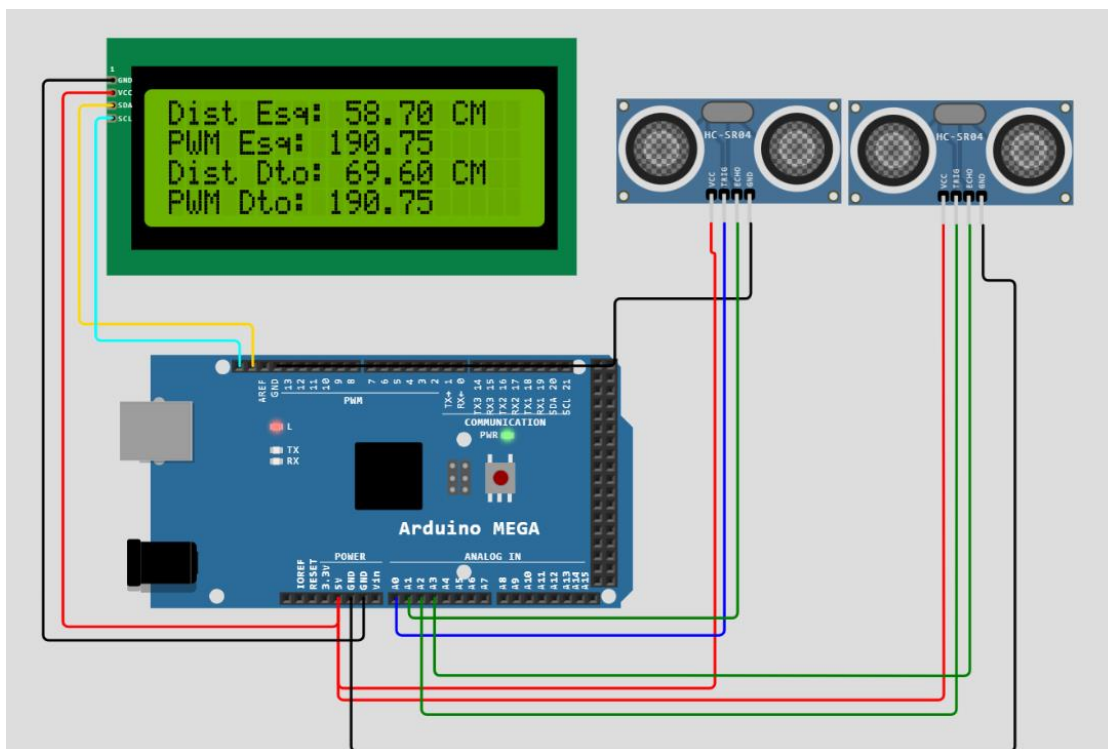 1
GND
VCC
SDA
SCL
Dist Esq: 58.70 CM
PWM Esq: 190.75
Dist Dto: 69.60 CM
PWM Dto: 190.75
HC-SR04
VCC
TRIG
ECHO
GND
HC-SR04
VCC
TRIG
ECHO
GND
AREF
GND
13
12
11
10
9
8
7
6
5
4
3
2
TX→ 1
RX← 0
TX3 14
RX3 15
TX2 16
RX2 17
TX1 18
RX1 19
SDA 20
SCL 21
PWM
COMMUNICATION
L
PWR
TX
RX
Arduino MEGA
POWER
ANALOG IN
IOREF
RESET
3.3V
5V
GND
GND
Vin
A0
A1
A2
A3
A4
A5
A6
A7
A8
A9
A10
A11
A12
A13
A14
A15